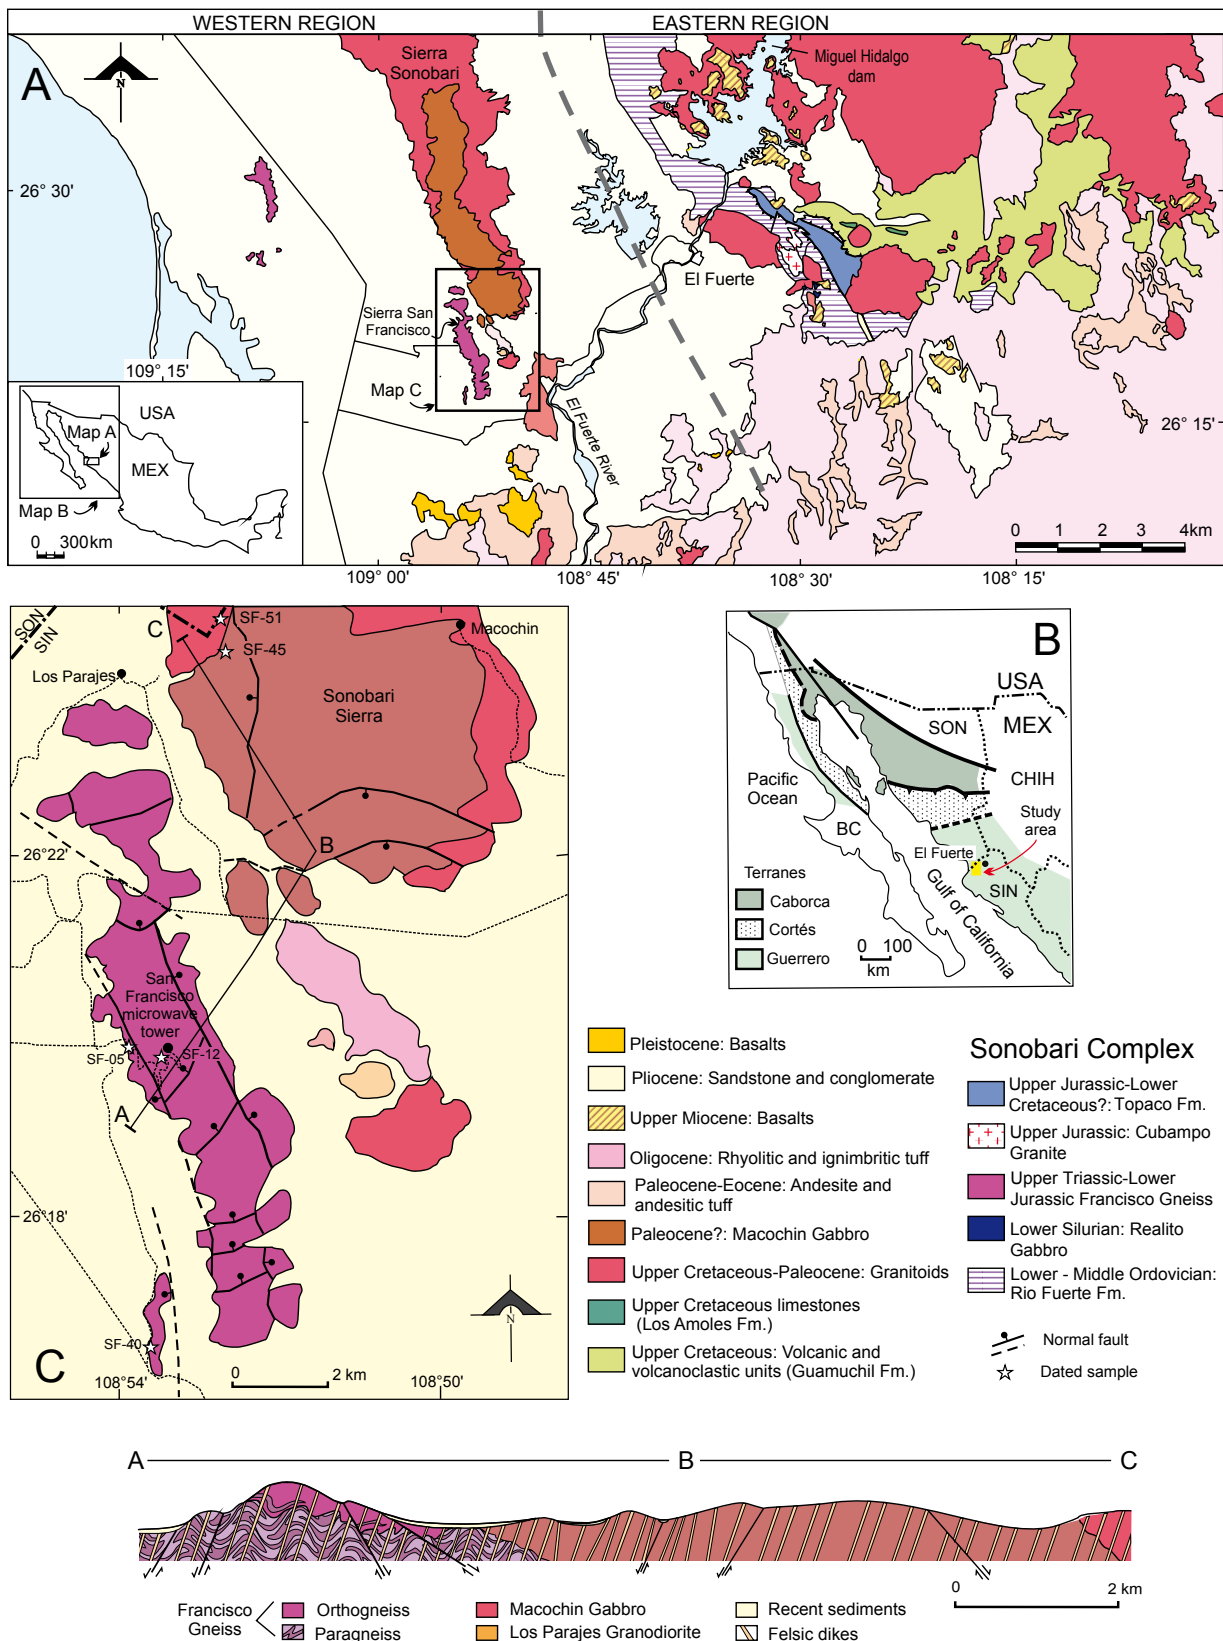 WESTERN REGION
EASTERN REGION
A
N
Sierra
Sonobari
Miguel Hidalgo
dam
26° 30'
El Fuerte
Sierra San
Francisco
109° 15'
Map C
El Fuerte River
26° 15'
USA
Map A
MEX
Map B
0 300km
0 1 2 3 4km
109° 00'
108° 45'
108° 30'
108° 15'
SON
SIN
C
SF-51
SF-45
Macochin
Los Parajes
Sonobari
Sierra
B
26°22'
San
Francisco
microwave
tower
SF-05
SF-12
A
26°18'
SF-40
N
C
0 2 km
108°54'
108°50'
B
USA
SON
MEX
CHIH
Pacific
Ocean
BC
Study
area
El Fuerte
SIN
Gulf of California
Terranes
Caborca
Cortés
Guerrero
0 100
km
Pleistocene: Basalts
Pliocene: Sandstone and conglomerate
Upper Miocene: Basalts
Oligocene: Rhyolitic and ignimbritic tuff
Paleocene-Eocene: Andesite and
andesitic tuff
Paleocene?: Macochin Gabbro
Upper Cretaceous-Paleocene: Granitoids
Upper Cretaceous limestones
(Los Amoles Fm.)
Upper Cretaceous: Volcanic and
volcanoclastic units (Guamuchil Fm.)
Sonobari Complex
Upper Jurassic-Lower
Cretaceous?: Topaco Fm.
Upper Jurassic: Cubampo
Granite
Upper Triassic-Lower
Jurassic Francisco Gneiss
Lower Silurian: Realito
Gabbro
Lower - Middle Ordovician:
Rio Fuerte Fm.
Normal fault
Dated sample
A
B
C
0 2 km
Francisco
Gneiss
Orthogneiss
Paragneiss
Macochin Gabbro
Los Parajes Granodiorite
Recent sediments
Felsic dikes